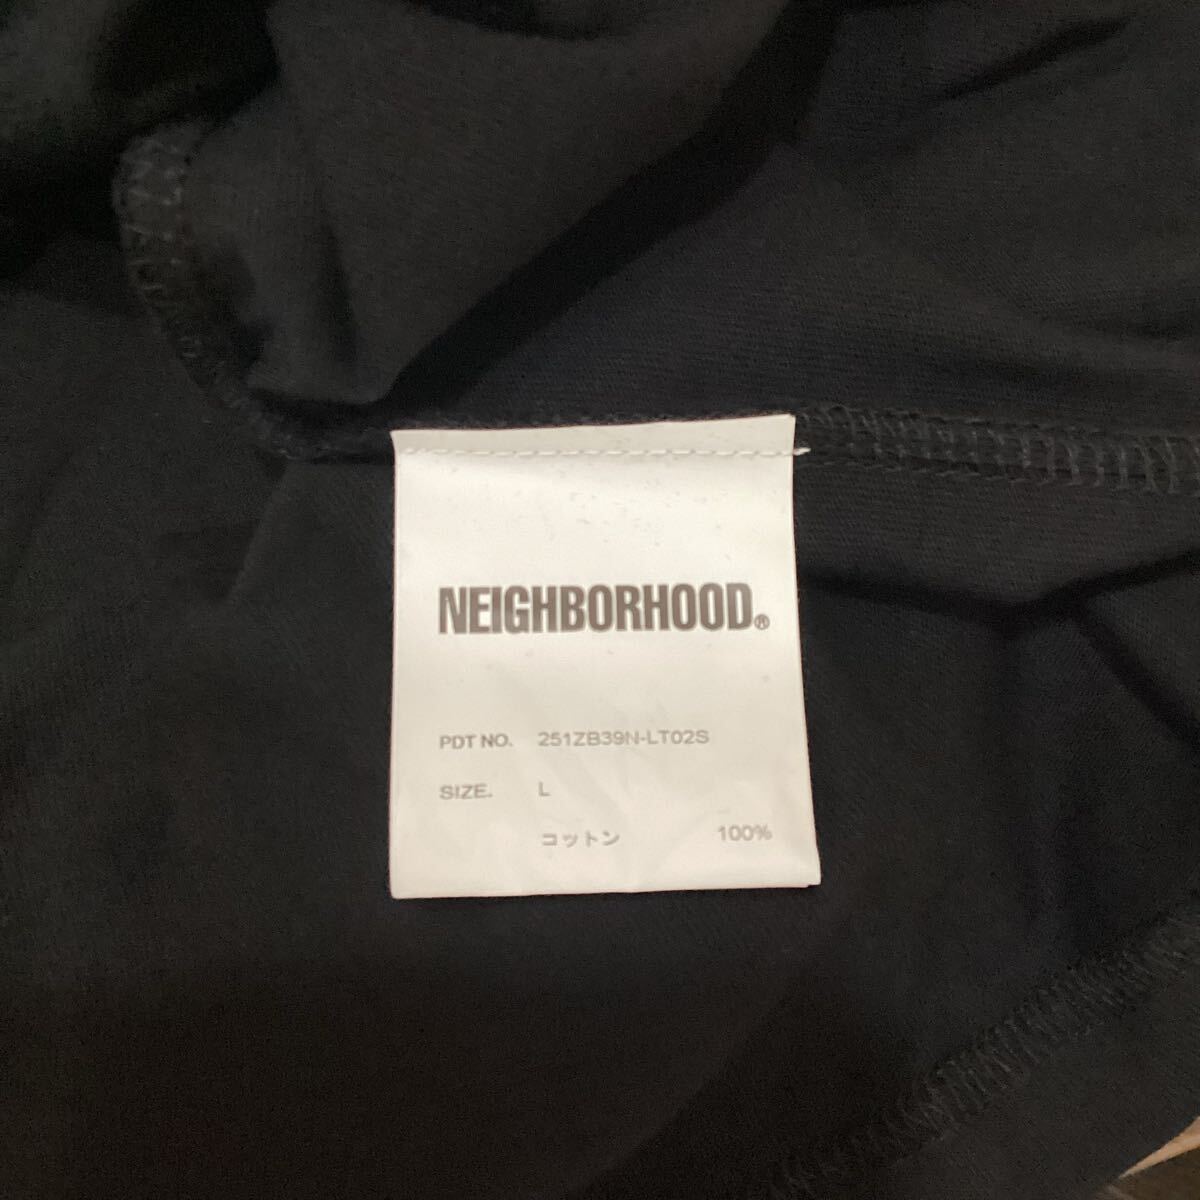 NEIGHBORHOOD®
PDT NO. 251ZB39N-LT02S
SIZE. L
コットン 100%